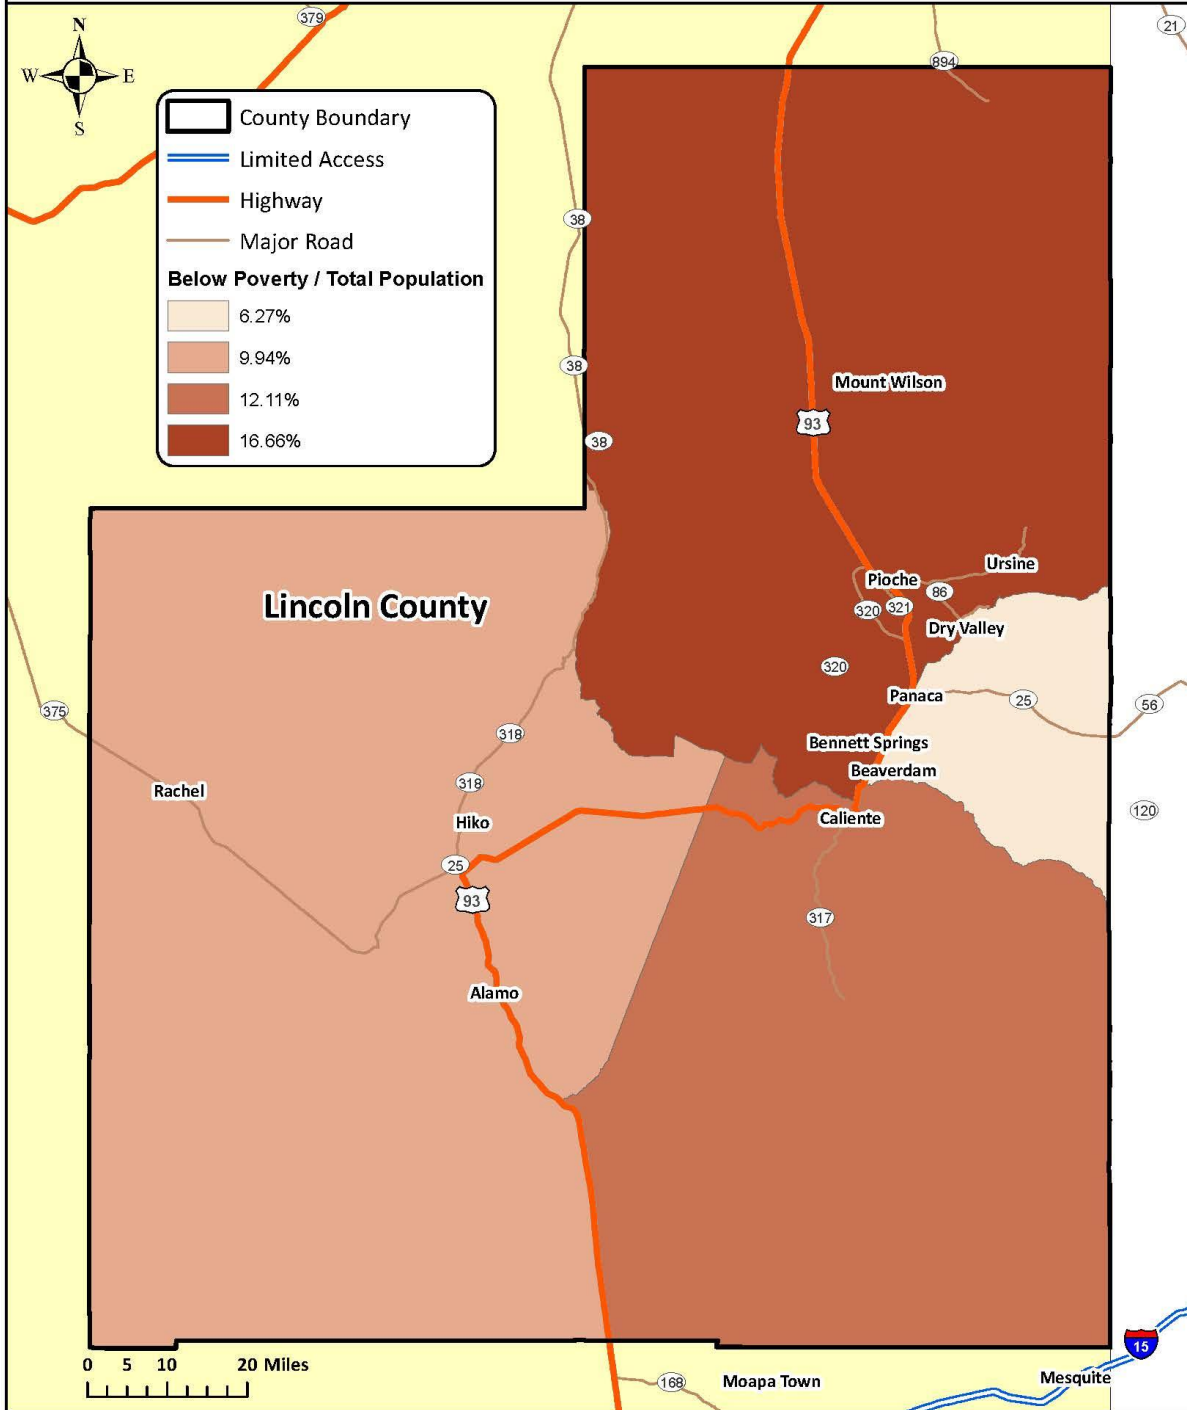 379
21
N
W
E
S
894
County Boundary
Limited Access
Highway
Major Road
Below Poverty / Total Population
6.27%
9.94%
12.11%
16.66%
38
38
38
Mount Wilson
93
Lincoln County
Ursine
Pioche
86
320
321
Dry Valley
320
Panaca
25
56
375
318
Bennett Springs
Beaverdam
318
Rachel
120
Hiko
Caliente
25
93
317
Alamo
0 5 10 20 Miles
15
168
Moapa Town
Mesquite